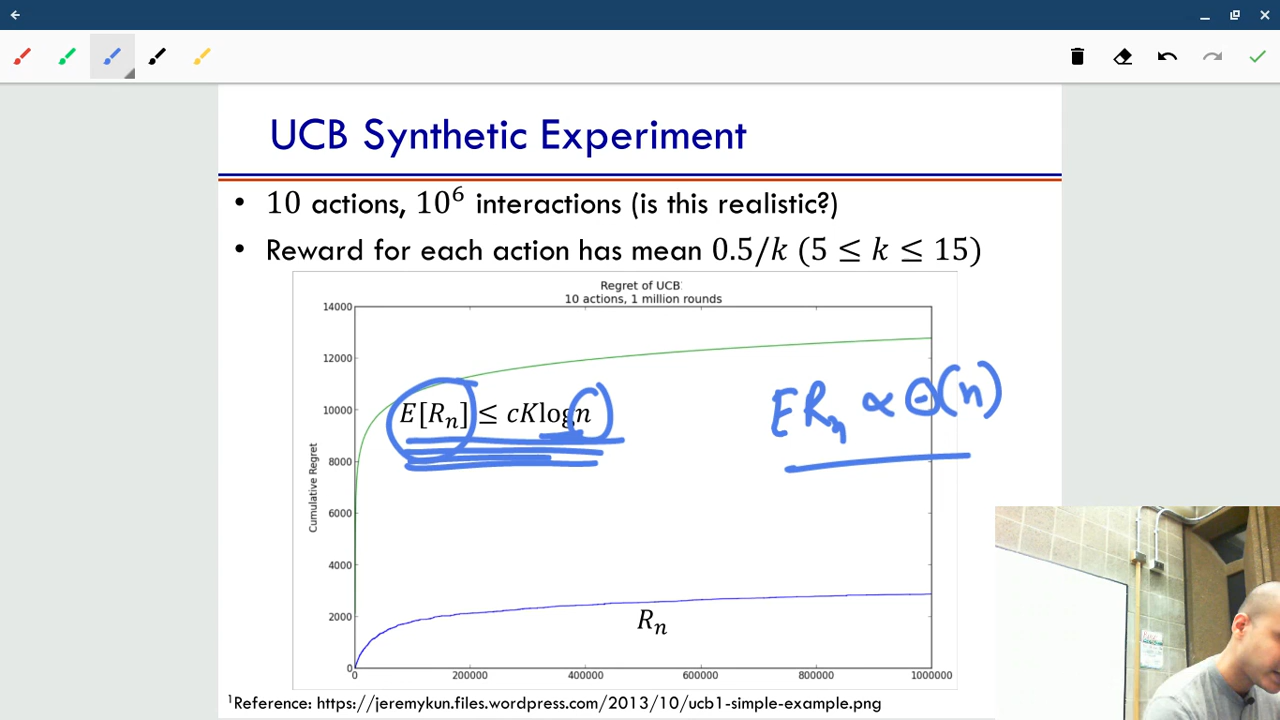 UCB Synthetic Experiment
• 10 actions, 10⁶ interactions (is this realistic?)
• Reward for each action has mean 0.5/k (5 ≤ k ≤ 15)
Regret of UCB
10 actions, 1 million rounds
14000
12000
10000
8000
6000
4000
2000
0
Cumulative Regret
E[Rₙ] ≤ cKlogn
ERₙ ∝ Θ(n)
Rₙ
0 200000 400000 600000 800000 1000000
¹Reference: https://jeremykun.files.wordpress.com/2013/10/ucb1-simple-example.png